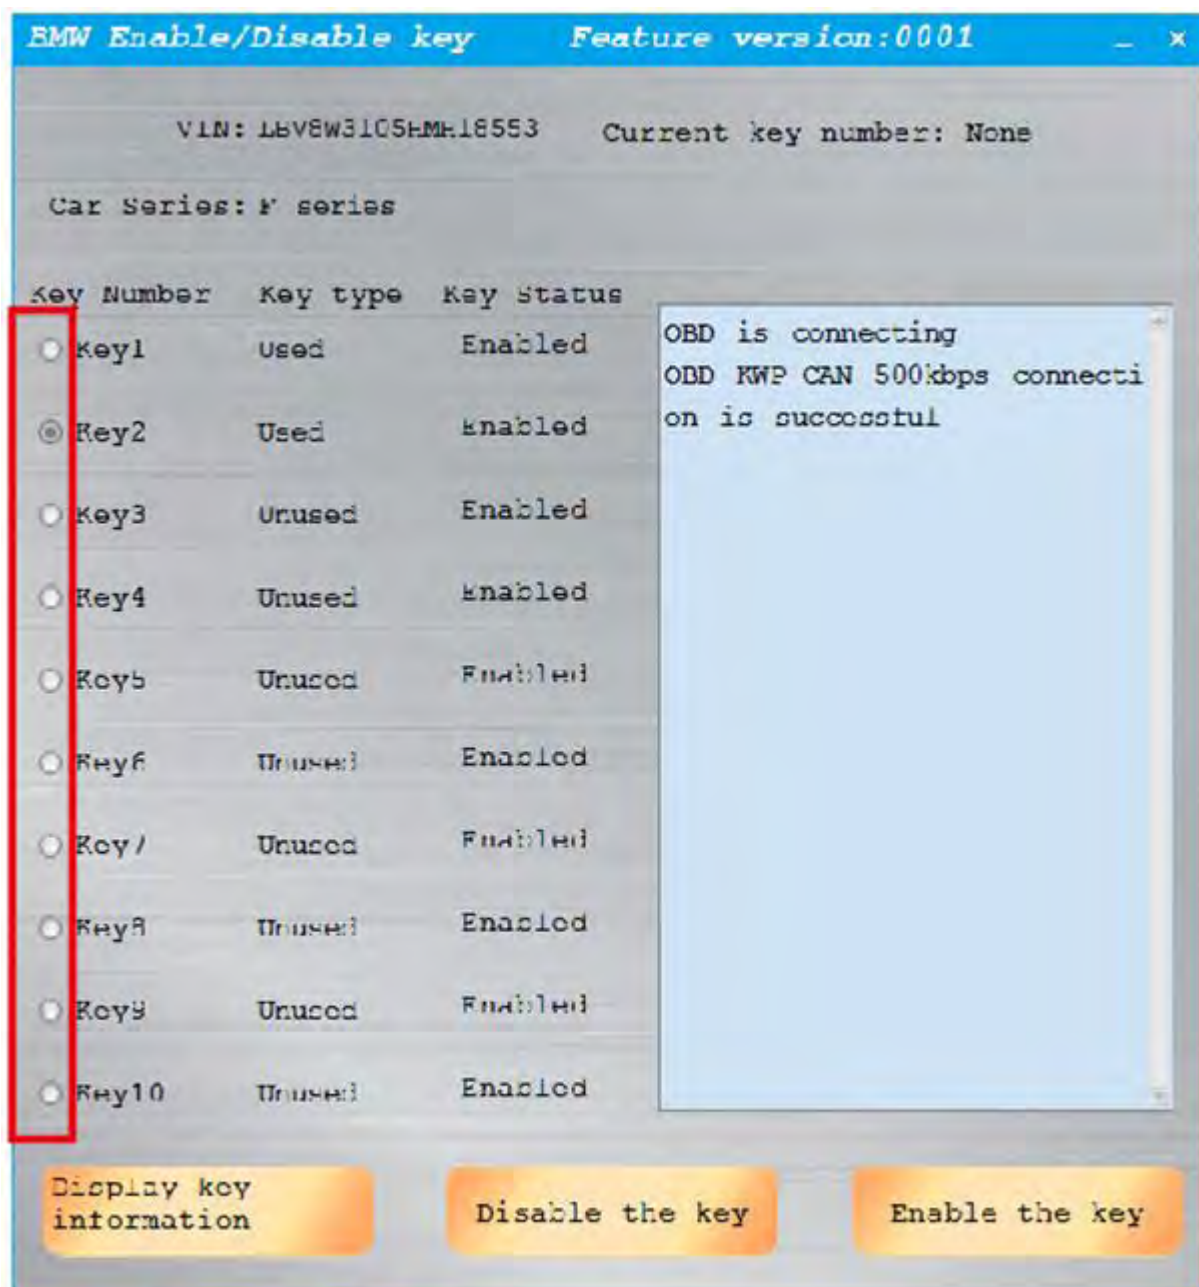 BMW Enable/Disable key Feature version:0001
VIN: Current key number: None
Car Series: F series
Key Number Key type Key Status
Key1 Used Enabled
Key2 Used Enabled
Key3 Unused Enabled
Key4 Unused Enabled
Key5 Unused Enabled
Key6 Unused Enabled
Key7 Unused Enabled
Key8 Unused Enabled
Key9 Unused Enabled
Key10 Unused Enabled
OBD is connecting
OBD KWP CAN 500kbps connecti
on is successful
Display key
information
Disable the key
Enable the key